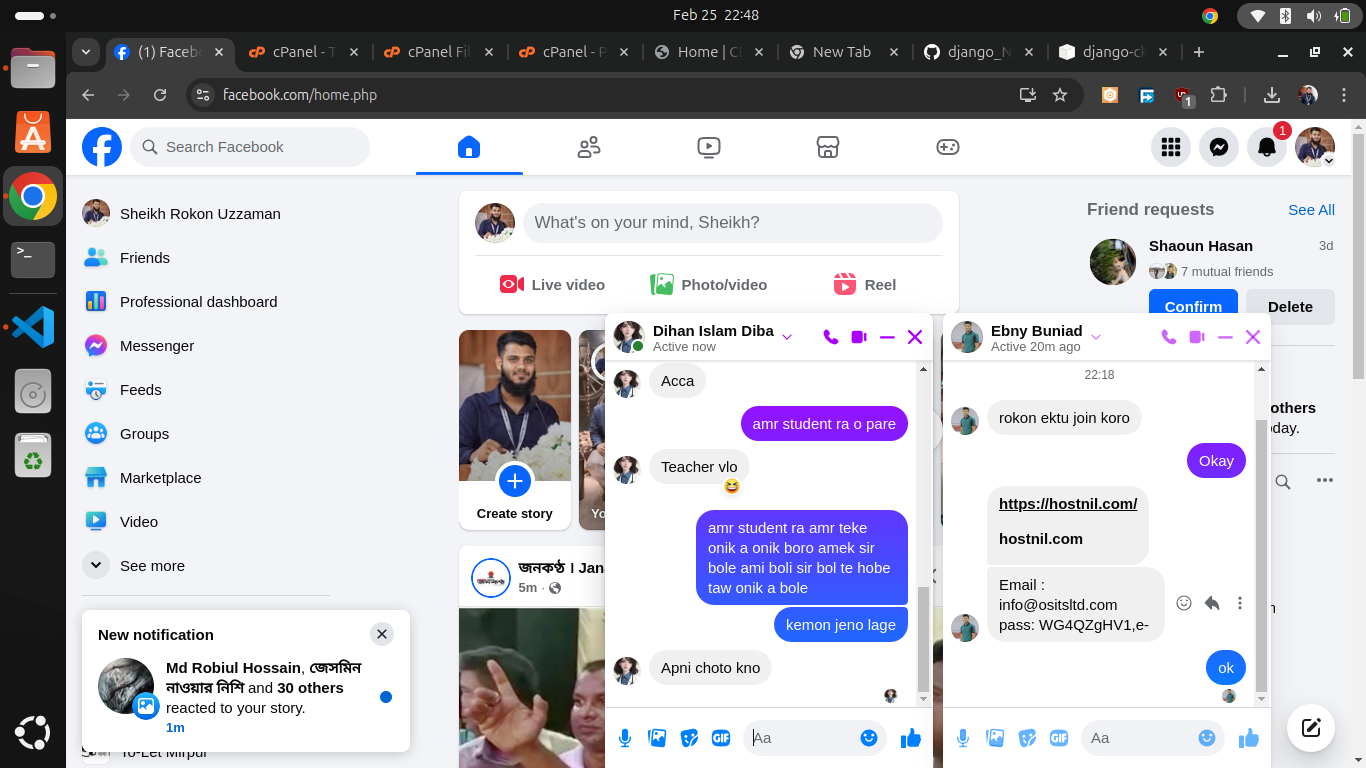 Feb 25 22:48
(1) Facebo
cPanel - T
cPanel Fil
cPanel - P
Home | C
New Tab
django_N
django-ck
facebook.com/home.php
1
Search Facebook
1
Sheikh Rokon Uzzaman
Friends
Professional dashboard
Messenger
Feeds
Groups
Marketplace
Video
See more
New notification
Md Robiul Hossain, জেসমিন
নাওয়ার নিশি and 30 others
reacted to your story.
1m
To-Let Mirpur
What's on your mind, Sheikh?
Live video
Photo/video
Reel
Create story
Yo
জনকণ্ঠ । Jan
5m ·
Friend requests
See All
Shaoun Hasan
3d
7 mutual friends
Confirm
Delete
others
oday.
n
Dihan Islam Diba
Active now
Acca
amr student ra o pare
Teacher vlo
amr student ra amr teke
onik a onik boro amek sir
bole ami boli sir bol te hobe
taw onik a bole
kemon jeno lage
Apni choto kno
GIF
Aa
Ebny Buniad
Active 20m ago
22:18
rokon ektu join koro
Okay
https://hostnil.com/
hostnil.com
Email :
info@ositsltd.com
pass: WG4QZgHV1,e-
ok
GIF
Aa